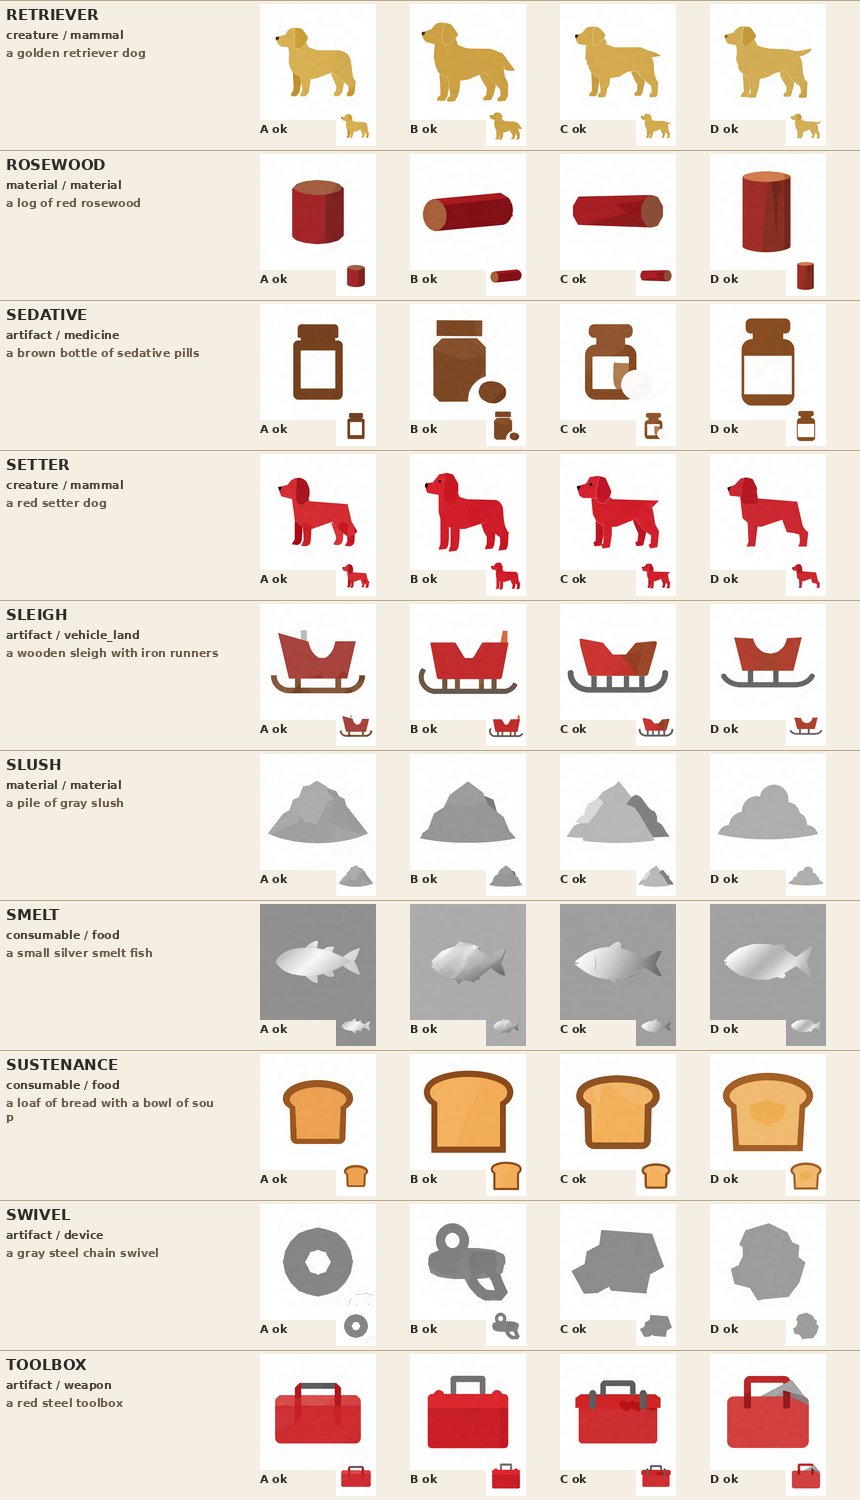 RETRIEVER
creature / mammal
a golden retriever dog
A ok
B ok
C ok
D ok
ROSEWOOD
material / material
a log of red rosewood
A ok
B ok
C ok
D ok
SEDATIVE
artifact / medicine
a brown bottle of sedative pills
A ok
B ok
C ok
D ok
SETTER
creature / mammal
a red setter dog
A ok
B ok
C ok
D ok
SLEIGH
artifact / vehicle_land
a wooden sleigh with iron runners
A ok
B ok
C ok
D ok
SLUSH
material / material
a pile of gray slush
A ok
B ok
C ok
D ok
SMELT
consumable / food
a small silver smelt fish
A ok
B ok
C ok
D ok
SUSTENANCE
consumable / food
a loaf of bread with a bowl of sou
p
A ok
B ok
C ok
D ok
SWIVEL
artifact / device
a gray steel chain swivel
A ok
B ok
C ok
D ok
TOOLBOX
artifact / weapon
a red steel toolbox
A ok
B ok
C ok
D ok